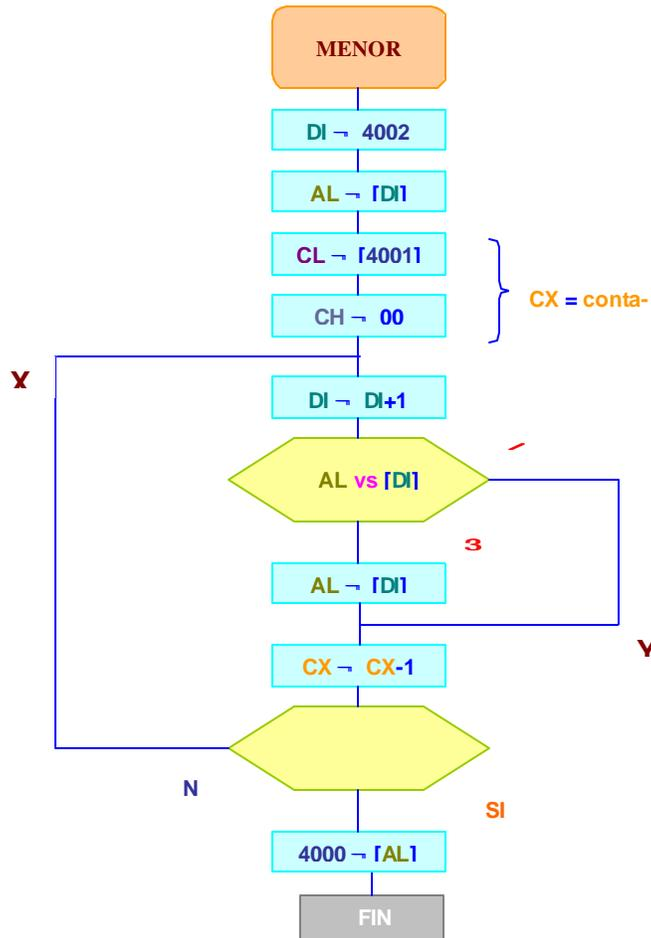 MENOR
DI ¬ 4002
AL ¬ [DI]
CL ¬ [4001]
CX = conta-
CH ¬ 00
X
DI ¬ DI+1
AL vs [DI]
3
AL ¬ [DI]
Y
CX ¬ CX-1
N
SI
4000 ¬ [AL]
FIN